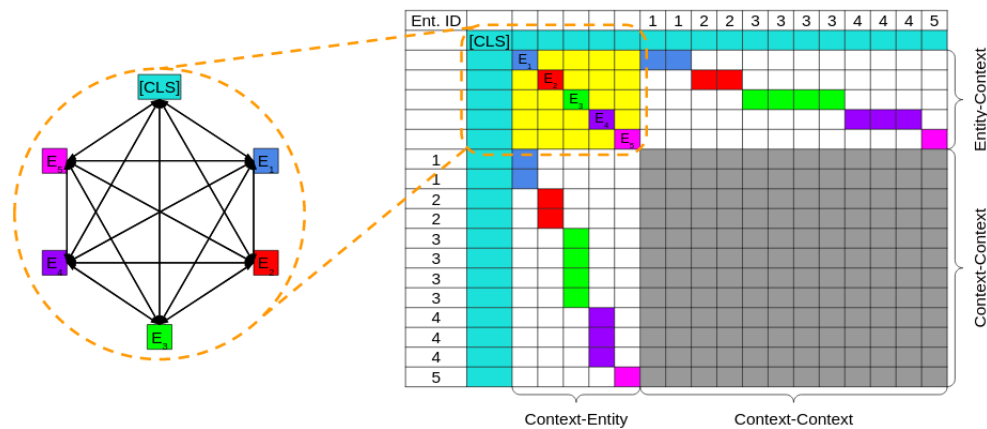 Ent. ID 1 1 2 2 3 3 3 3 4 4 4 5
[CLS]
E₁
E₂
E₃
E₄
E₅
1
1
2
2
3
3
3
3
4
4
4
5
Entity-Context
Context-Context
Context-Entity
Context-Context
[CLS]
E₅
E₁
E₄
E₂
E₃